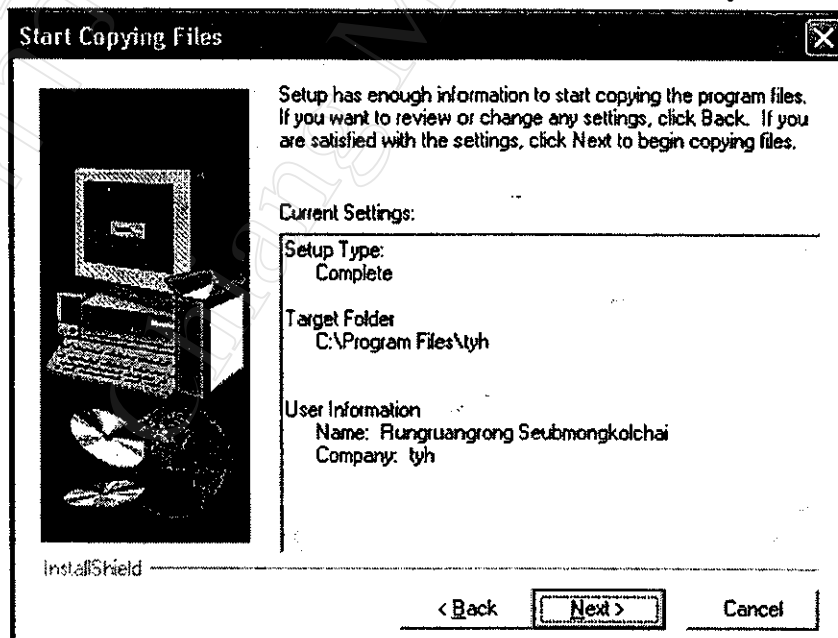 Start Copying Files
Setup has enough information to start copying the program files.
If you want to review or change any settings, click Back. If you
are satisfied with the settings, click Next to begin copying files.
Current Settings:
Setup Type:
Complete
Target Folder
C:\Program Files\tyh
User Information
Name: Rungruangrong Seubmongkolchai
Company: tyh
InstallShield
< Back
Next >
Cancel